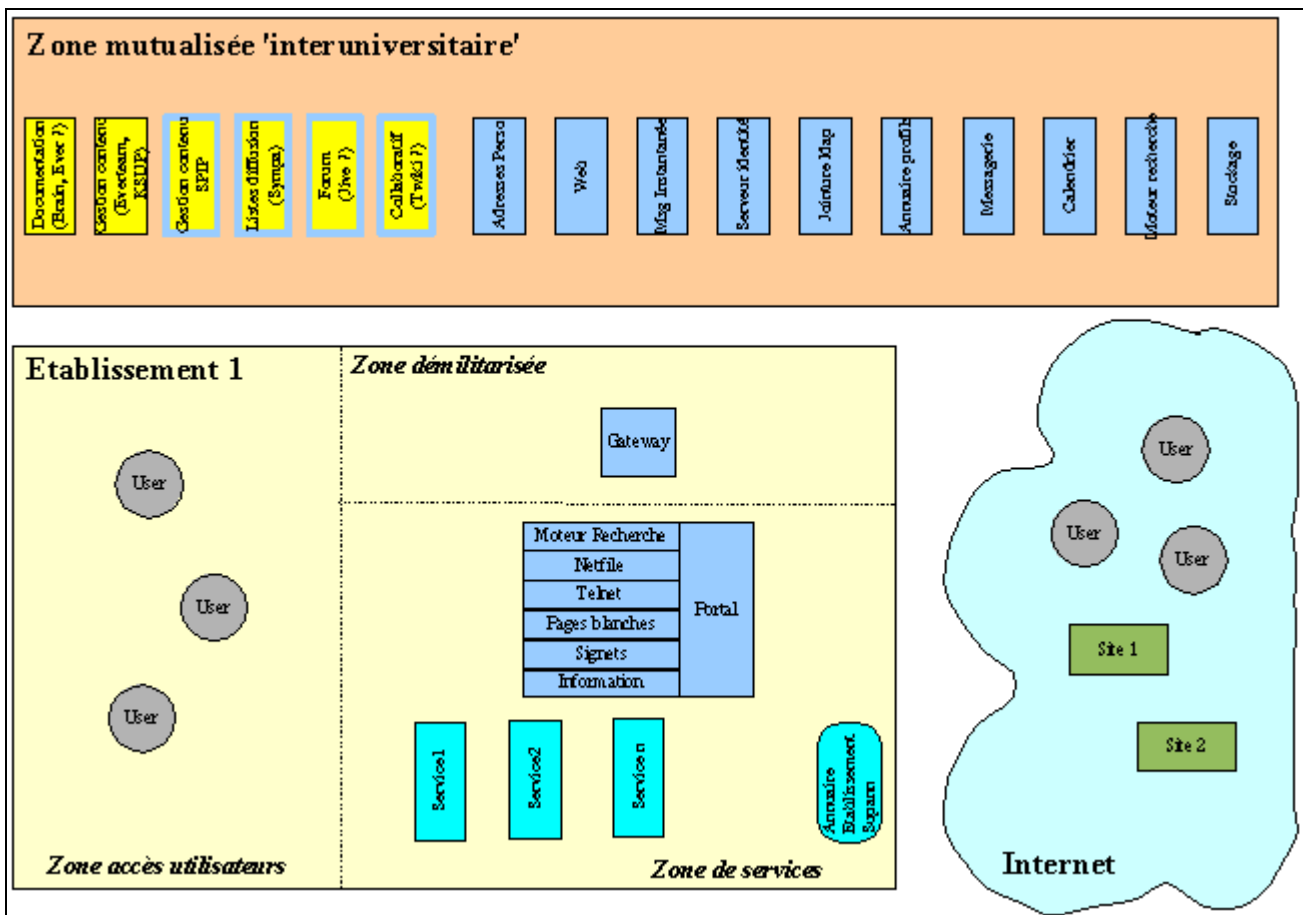 Zone mutualisée 'interuniversitaire'
Documentation
(Brain, Ever ?)
Gestion contenu
(Everteam,
KSUP)
Gestion contenu
SPIP
Listes diffusion
(Sympa)
Forum
(Jive ?)
Collaboratif
(Twiki ?)
Adresses Perso
Web
Msg Instantanée
Serveur identité
Jointure Map
Annuaire profils
Messagerie
Calendrier
Moteur recherche
Stockage
Etablissement 1
Zone démilitarisée
Gateway
User
User
User
Moteur Recherche
Netfile
Telnet
Pages blanches
Signets
Information
Portal
Service1
Service2
Service n
Annuaire
Etablissement
Supann
Zone accès utilisateurs
Zone de services
User
User
User
Site 1
Site 2
Internet